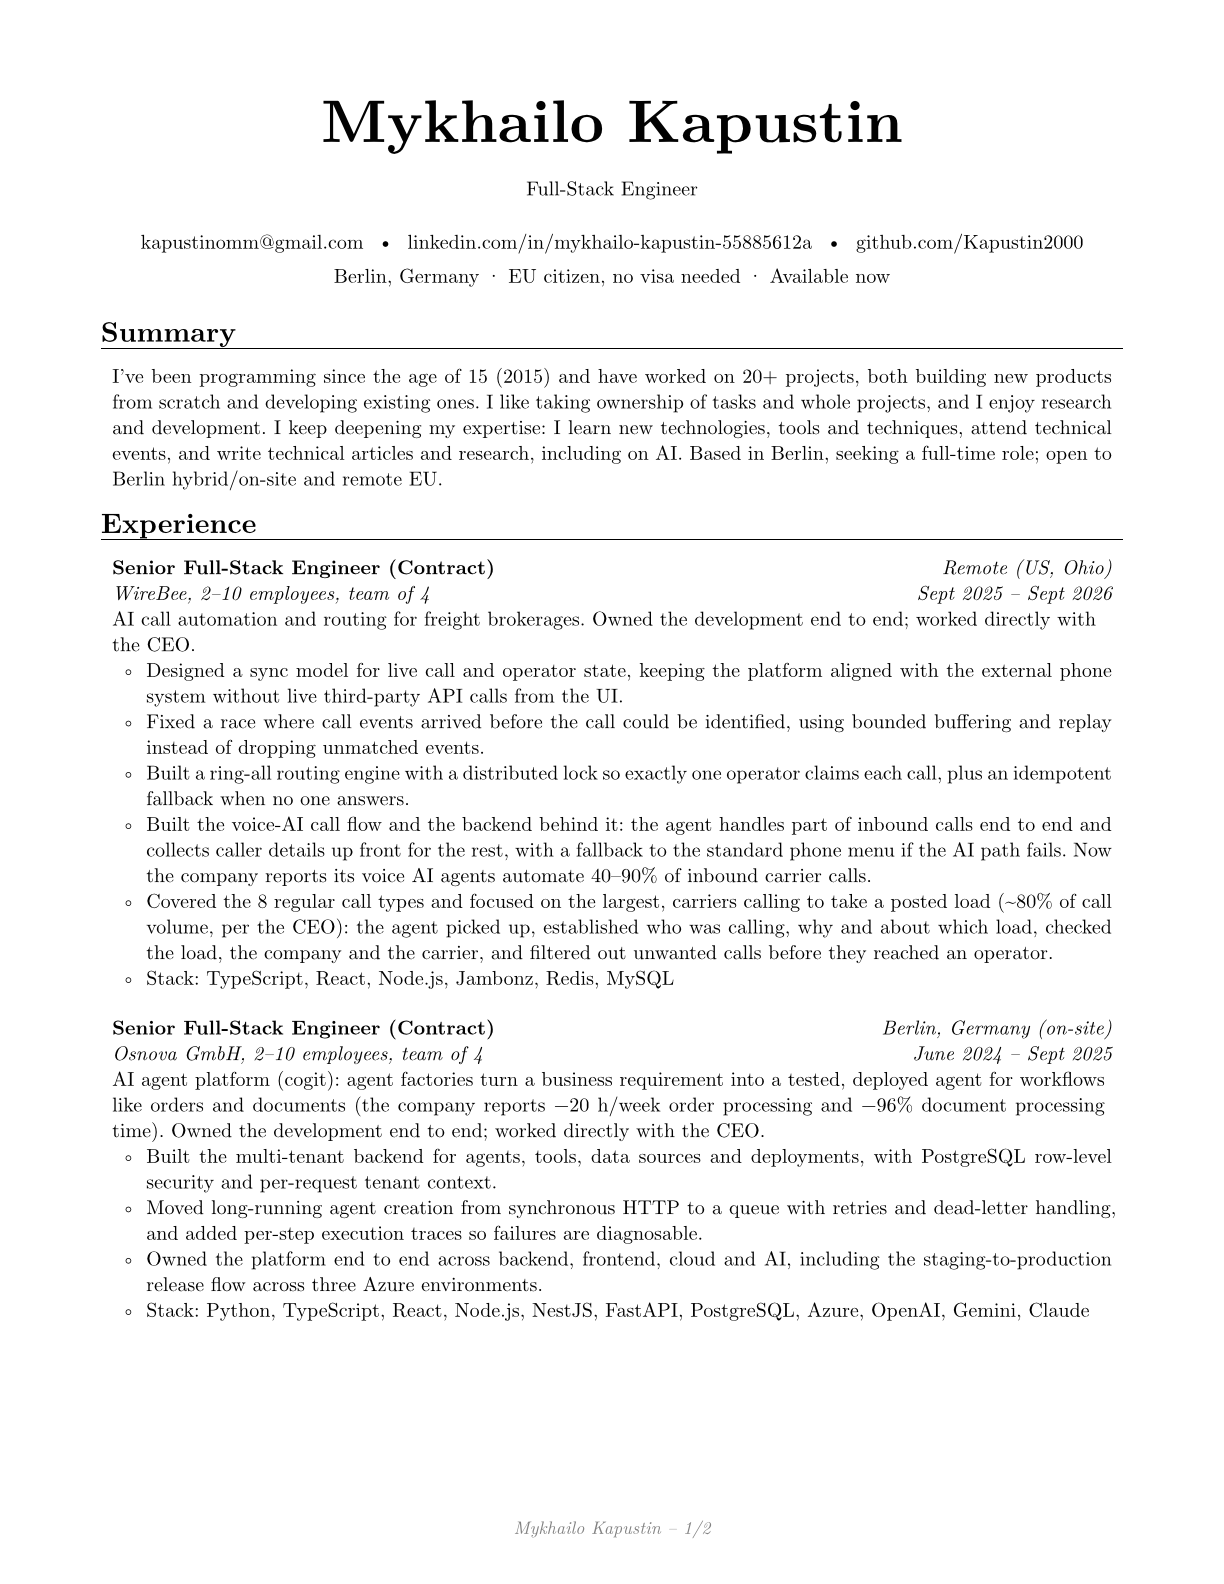 Mykhailo Kapustin
Full-Stack Engineer
kapustinomm@gmail.com • linkedin.com/in/mykhailo-kapustin-55885612a • github.com/Kapustin2000
Berlin, Germany · EU citizen, no visa needed · Available now
Summary
I've been programming since the age of 15 (2015) and have worked on 20+ projects, both building new products
from scratch and developing existing ones. I like taking ownership of tasks and whole projects, and I enjoy research
and development. I keep deepening my expertise: I learn new technologies, tools and techniques, attend technical
events, and write technical articles and research, including on AI. Based in Berlin, seeking a full-time role; open to
Berlin hybrid/on-site and remote EU.
Experience
Senior Full-Stack Engineer (Contract) Remote (US, Ohio)
WireBee, 2–10 employees, team of 4 Sept 2025 – Sept 2026
AI call automation and routing for freight brokerages. Owned the development end to end; worked directly with
the CEO.
◦ Designed a sync model for live call and operator state, keeping the platform aligned with the external phone
system without live third-party API calls from the UI.
◦ Fixed a race where call events arrived before the call could be identified, using bounded buffering and replay
instead of dropping unmatched events.
◦ Built a ring-all routing engine with a distributed lock so exactly one operator claims each call, plus an idempotent
fallback when no one answers.
◦ Built the voice-AI call flow and the backend behind it: the agent handles part of inbound calls end to end and
collects caller details up front for the rest, with a fallback to the standard phone menu if the AI path fails. Now
the company reports its voice AI agents automate 40–90% of inbound carrier calls.
◦ Covered the 8 regular call types and focused on the largest, carriers calling to take a posted load (~80% of call
volume, per the CEO): the agent picked up, established who was calling, why and about which load, checked
the load, the company and the carrier, and filtered out unwanted calls before they reached an operator.
◦ Stack: TypeScript, React, Node.js, Jambonz, Redis, MySQL
Senior Full-Stack Engineer (Contract) Berlin, Germany (on-site)
Osnova GmbH, 2–10 employees, team of 4 June 2024 – Sept 2025
AI agent platform (cogit): agent factories turn a business requirement into a tested, deployed agent for workflows
like orders and documents (the company reports −20 h/week order processing and −96% document processing
time). Owned the development end to end; worked directly with the CEO.
◦ Built the multi-tenant backend for agents, tools, data sources and deployments, with PostgreSQL row-level
security and per-request tenant context.
◦ Moved long-running agent creation from synchronous HTTP to a queue with retries and dead-letter handling,
and added per-step execution traces so failures are diagnosable.
◦ Owned the platform end to end across backend, frontend, cloud and AI, including the staging-to-production
release flow across three Azure environments.
◦ Stack: Python, TypeScript, React, Node.js, NestJS, FastAPI, PostgreSQL, Azure, OpenAI, Gemini, Claude
Mykhailo Kapustin – 1/2